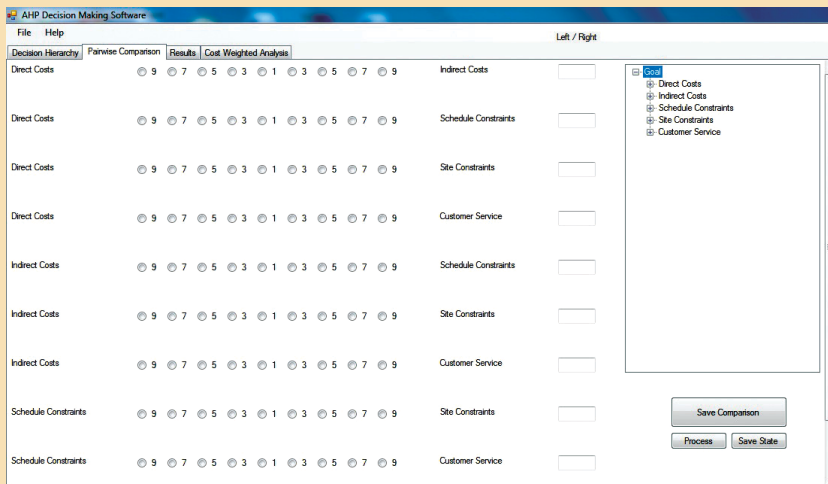 AHP Decision Making Software
File Help
Left / Right
Decision Hierarchy Pairwise Comparison Results Cost Weighted Analysis
Direct Costs 9 7 5 3 1 3 5 7 9 Indirect Costs
Direct Costs 9 7 5 3 1 3 5 7 9 Schedule Constraints
Direct Costs 9 7 5 3 1 3 5 7 9 Site Constraints
Direct Costs 9 7 5 3 1 3 5 7 9 Customer Service
Indirect Costs 9 7 5 3 1 3 5 7 9 Schedule Constraints
Indirect Costs 9 7 5 3 1 3 5 7 9 Site Constraints
Indirect Costs 9 7 5 3 1 3 5 7 9 Customer Service
Schedule Constraints 9 7 5 3 1 3 5 7 9 Site Constraints
Schedule Constraints 9 7 5 3 1 3 5 7 9 Customer Service
Goal
Direct Costs
Indirect Costs
Schedule Constraints
Site Constraints
Customer Service
Save Comparison
Process Save State